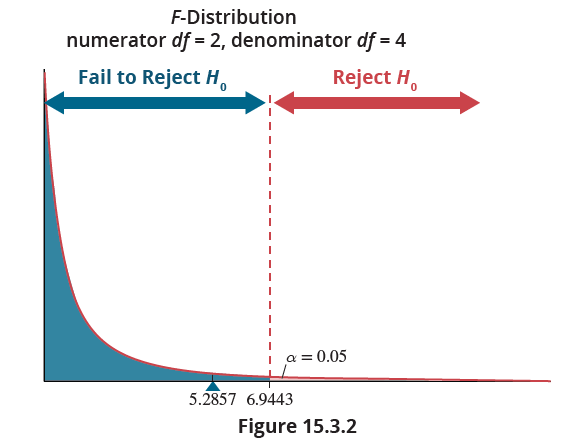 F-Distribution
numerator df = 2, denominator df = 4
Fail to Reject H₀
Reject H₀
α = 0.05
5.2857 6.9443
Figure 15.3.2